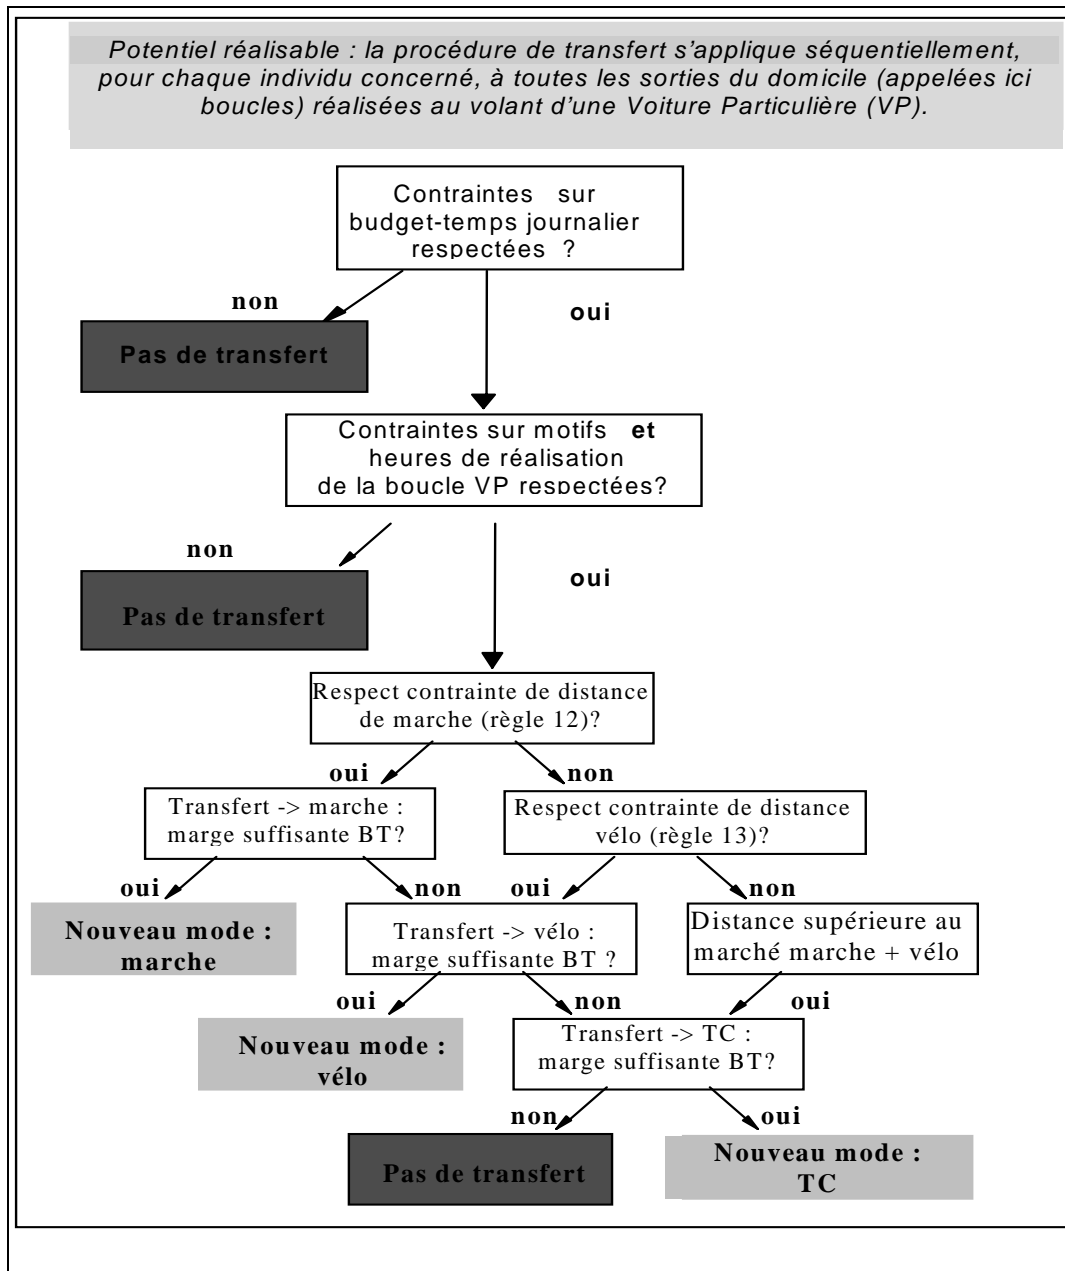 Potentiel réalisable : la procédure de transfert s’applique séquentiellement,
pour chaque individu concerné, à toutes les sorties du domicile (appelées ici
boucles) réalisées au volant d’une Voiture Particulière (VP).
Contraintes sur
budget-temps journalier
respectées ?
non
oui
Pas de transfert
Contraintes sur motifs et
heures de réalisation
de la boucle VP respectées?
non
oui
Pas de transfert
Respect contrainte de distance
de marche (règle 12)?
oui
non
Transfert -> marche :
marge suffisante BT?
Respect contrainte de distance
vélo (règle 13)?
oui
non
oui
non
Nouveau mode :
marche
Transfert -> vélo :
marge suffisante BT ?
Distance supérieure au
marché marche + vélo
oui
non
oui
Nouveau mode :
vélo
Transfert -> TC :
marge suffisante BT?
non
oui
Pas de transfert
Nouveau mode :
TC